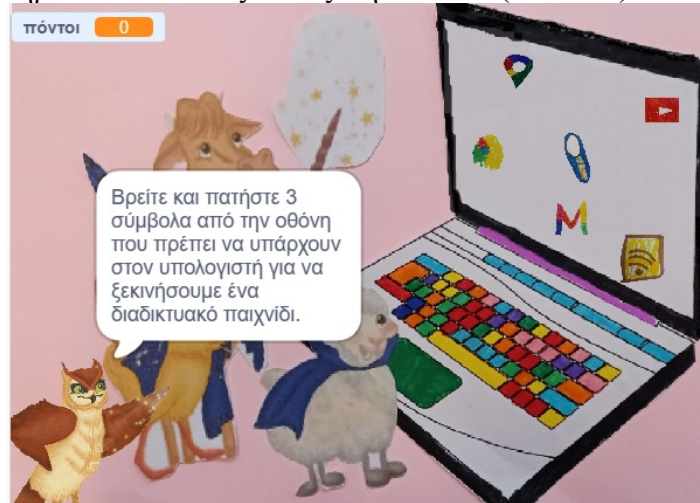 πόντοι 0
Βρείτε και πατήστε 3
σύμβολα από την οθόνη
που πρέπει να υπάρχουν
στον υπολογιστή για να
ξεκινήσουμε ένα
διαδικτυακό παιχνίδι.
M